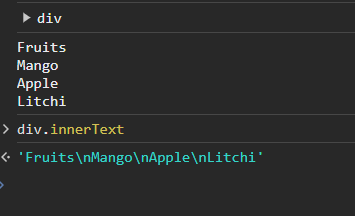 div
Fruits
Mango
Apple
Litchi
div.innerText
'Fruits\nMango\nApple\nLitchi'